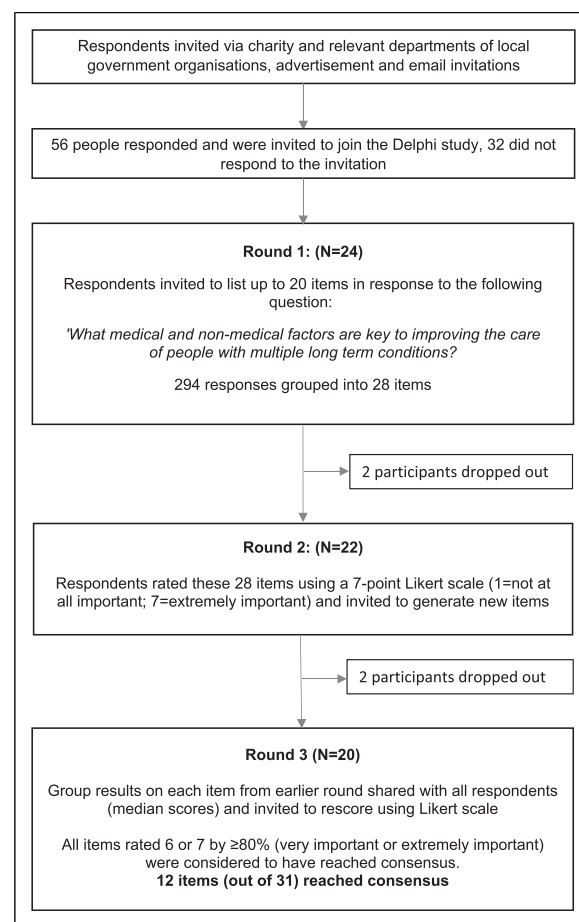 Respondents invited via charity and relevant departments of local
government organisations, advertisement and email invitations
56 people responded and were invited to join the Delphi study, 32 did not
respond to the invitation
Round 1: (N=24)
Respondents invited to list up to 20 items in response to the following
question:
'What medical and non-medical factors are key to improving the care
of people with multiple long term conditions?
294 responses grouped into 28 items
2 participants dropped out
Round 2: (N=22)
Respondents rated these 28 items using a 7-point Likert scale (1=not at
all important; 7=extremely important) and invited to generate new items
2 participants dropped out
Round 3 (N=20)
Group results on each item from earlier round shared with all respondents
(median scores) and invited to rescore using Likert scale
All items rated 6 or 7 by ≥80% (very important or extremely important)
were considered to have reached consensus.
12 items (out of 31) reached consensus